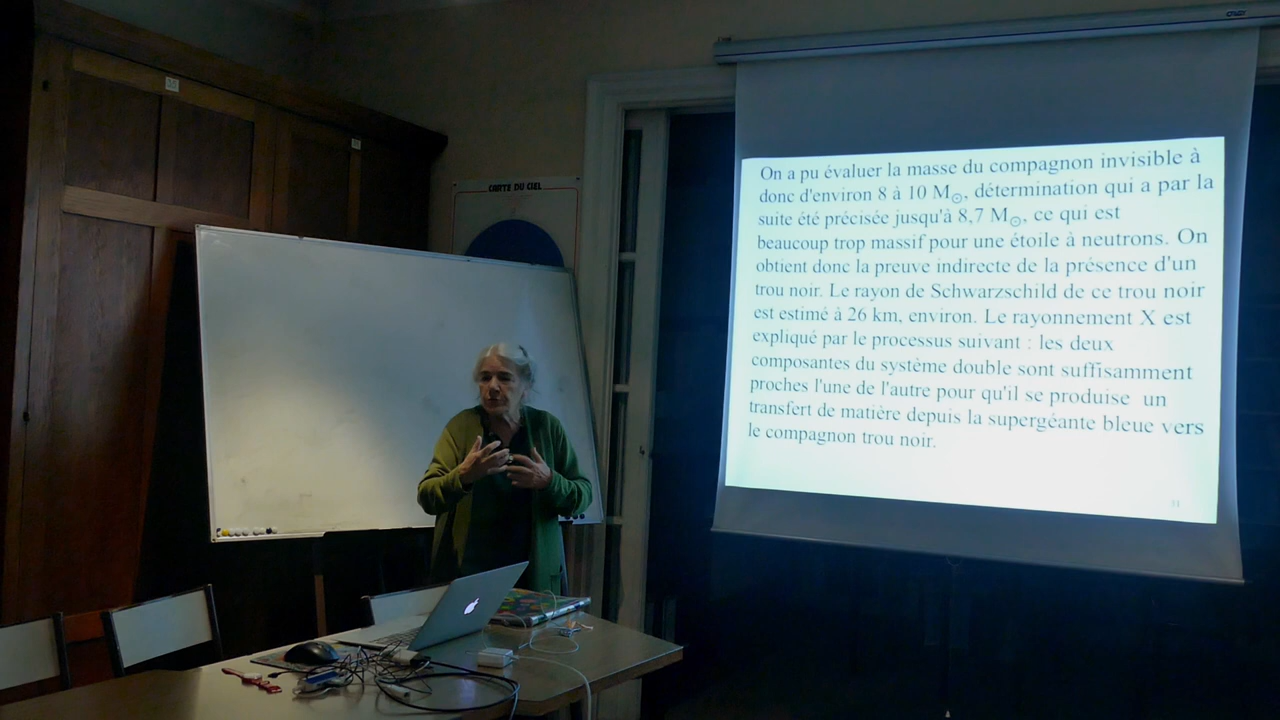 CARTE DU CIEL
On a pu évaluer la masse du compagnon invisible à
donc d'environ 8 à 10 M☉, détermination qui a par la
suite été précisée jusqu'à 8,7 M☉, ce qui est
beaucoup trop massif pour une étoile à neutrons. On
obtient donc la preuve indirecte de la présence d'un
trou noir. Le rayon de Schwarzschild de ce trou noir
est estimé à 26 km, environ. Le rayonnement X est
expliqué par le processus suivant : les deux
composantes du système double sont suffisamment
proches l'une de l'autre pour qu'il se produise un
transfert de matière depuis la supergéante bleue vers
le compagnon trou noir.